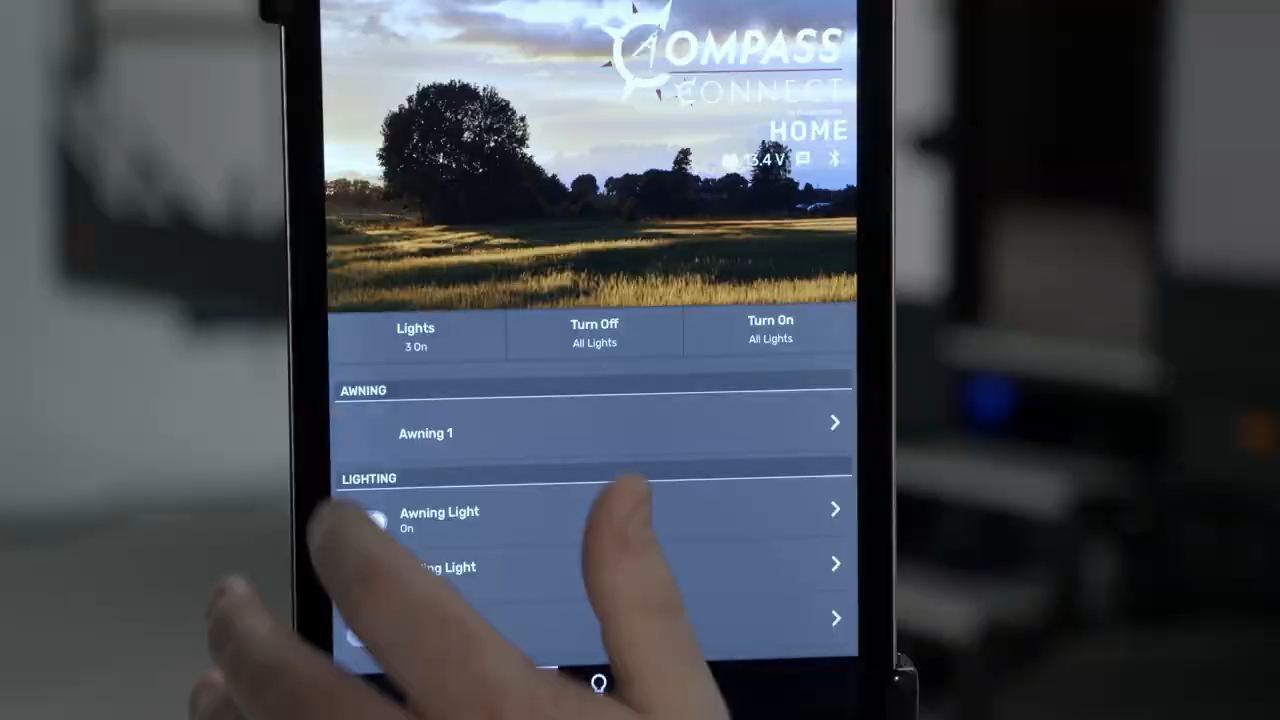 COMPASS
CONNECT
HOME
13.4 V
Lights
3 On
Turn Off
All Lights
Turn On
All Lights
AWNING
Awning 1
LIGHTING
Awning Light
On
Light